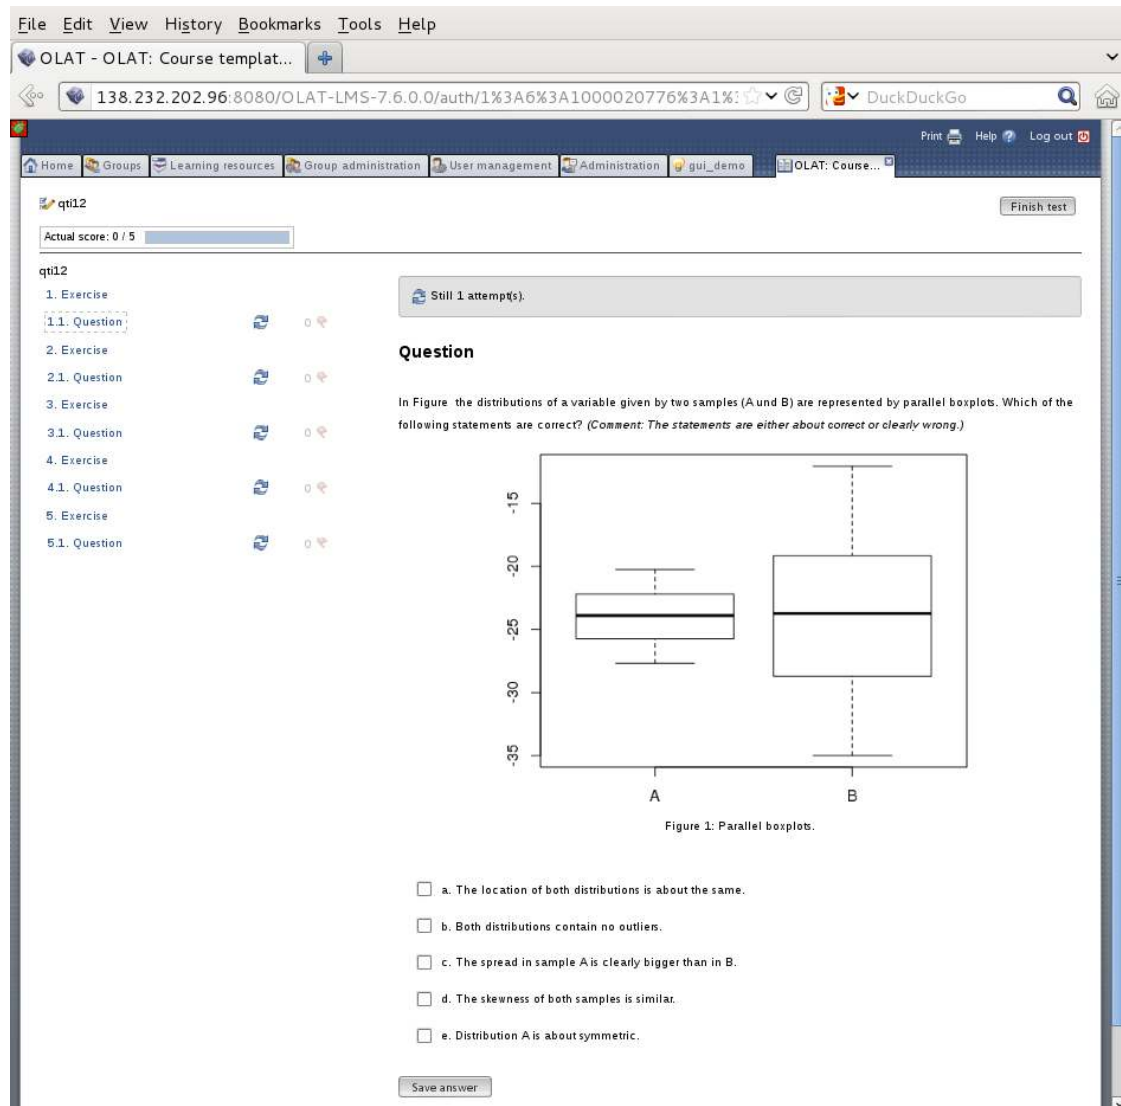 File Edit View History Bookmarks Tools Help
OLAT - OLAT: Course templat...
138.232.202.96:8080/OLAT-LMS-7.6.0.0/auth/1%3A6%3A1000020776%3A1%3
DuckDuckGo
Print Help Log out
Home Groups Learning resources Group administration User management Administration gui_demo OLAT: Course...
qti12
Finish test
Actual score: 0 / 5
qti12
1. Exercise
1.1. Question 0
2. Exercise
2.1. Question 0
3. Exercise
3.1. Question 0
4. Exercise
4.1. Question 0
5. Exercise
5.1. Question 0
Still 1 attempt(s).
Question
In Figure the distributions of a variable given by two samples (A und B) are represented by parallel boxplots. Which of the
following statements are correct? (Comment: The statements are either about correct or clearly wrong.)
-15
-20
-25
-30
-35
A B
Figure 1: Parallel boxplots.
a. The location of both distributions is about the same.
b. Both distributions contain no outliers.
c. The spread in sample A is clearly bigger than in B.
d. The skewness of both samples is similar.
e. Distribution A is about symmetric.
Save answer